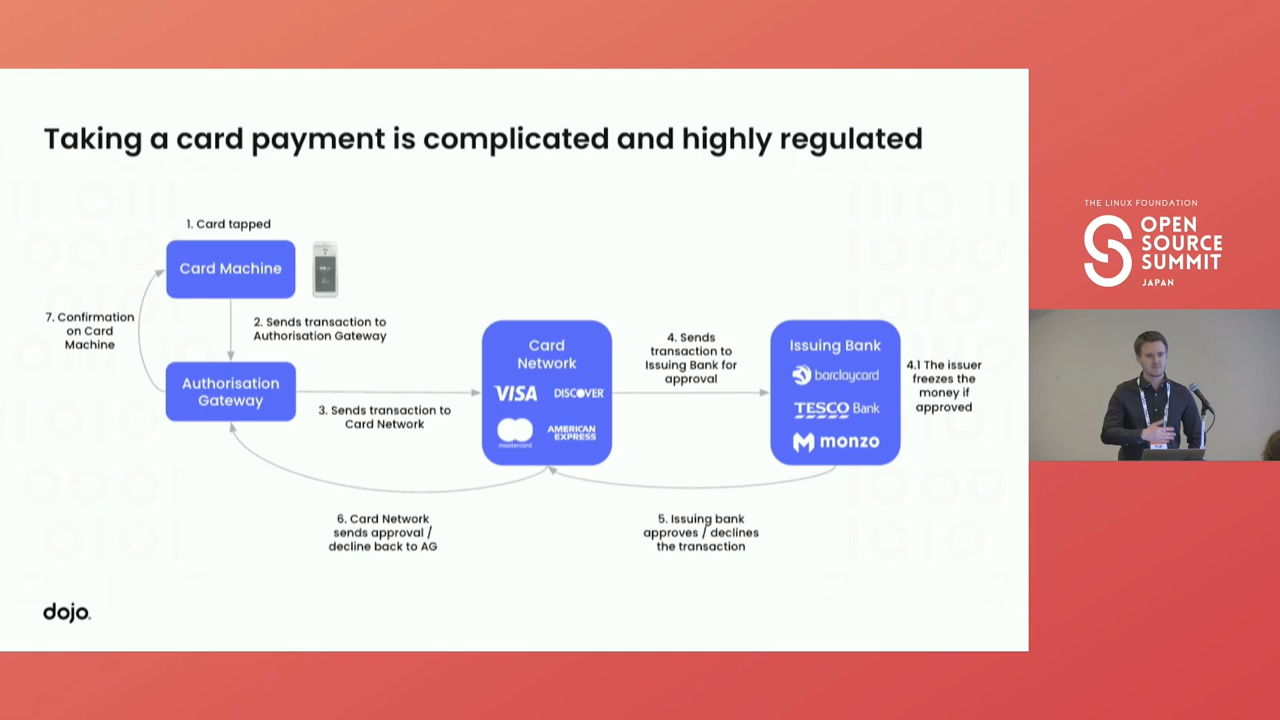 Taking a card payment is complicated and highly regulated
1. Card tapped
Card Machine
7. Confirmation
on Card
Machine
2. Sends transaction to
Authorisation Gateway
Authorisation
Gateway
3. Sends transaction to
Card Network
Card
Network
VISA
DISCOVER
mastercard
AMERICAN
EXPRESS
4. Sends
transaction to
Issuing Bank for
approval
Issuing Bank
barclaycard
TESCO Bank
monzo
4.1 The issuer
freezes the
money if
approved
6. Card Network
sends approval /
decline back to AG
5. Issuing bank
approves / declines
the transaction
dojo.
THE LINUX FOUNDATION
OPEN
SOURCE
SUMMIT
JAPAN